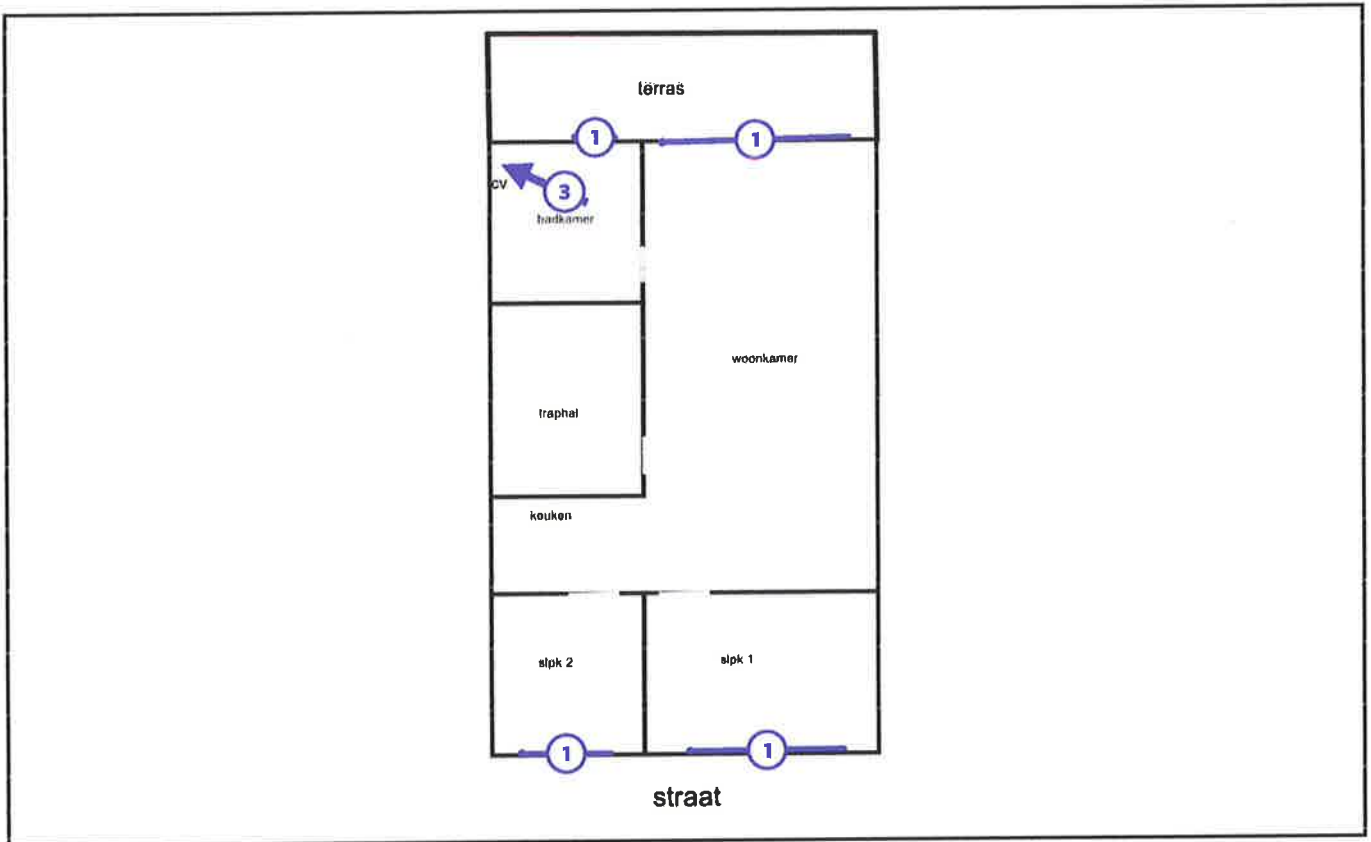 terras
1
1
cv
3
badkamer
woonkamer
traphal
keuken
slpk 2
slpk 1
1
1
straat